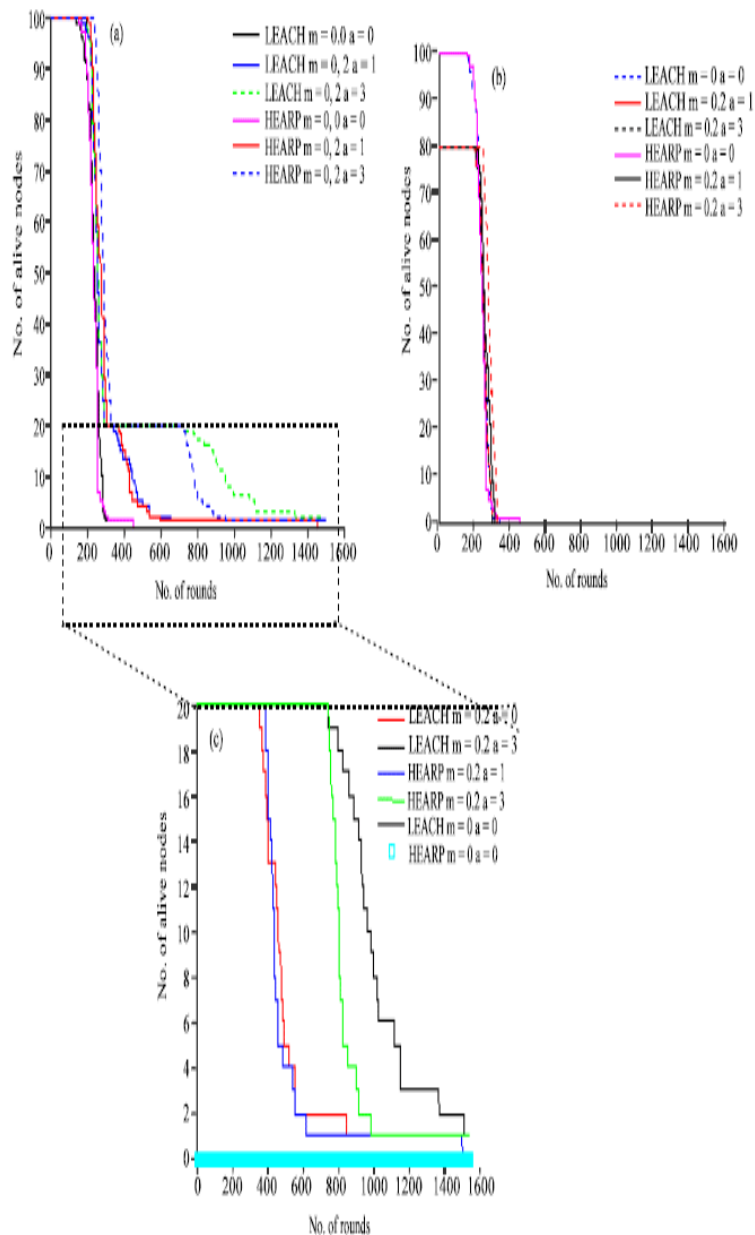 (a)
LEACH m = 0.0 a = 0
LEACH m = 0, 2 a = 1
LEACH m = 0, 2 a = 3
HEARP m = 0, 0 a = 0
HEARP m = 0, 2 a = 1
HEARP m = 0, 2 a = 3
No. of alive nodes
100
90
80
70
60
50
40
30
20
10
0
0 200 400 600 800 1000 1200 1400 1600
No. of rounds
(b)
LEACH m = 0 a = 0
LEACH m = 0.2 a = 1
LEACH m = 0.2 a = 3
HEARP m = 0 a = 0
HEARP m = 0.2 a = 1
HEARP m = 0.2 a = 3
No. of alive nodes
100
90
80
70
60
50
40
30
20
10
0
0 200 400 600 800 1000 1200 1400 1600
No. of rounds
(c)
LEACH m = 0.2 a = 0
LEACH m = 0.2 a = 3
HEARP m = 0.2 a = 1
HEARP m = 0.2 a = 3
LEACH m = 0 a = 0
HEARP m = 0 a = 0
No. of alive nodes
20
18
16
14
12
10
8
6
4
2
0
0 400 600 800 1000 1200 1400 1600
No. of rounds